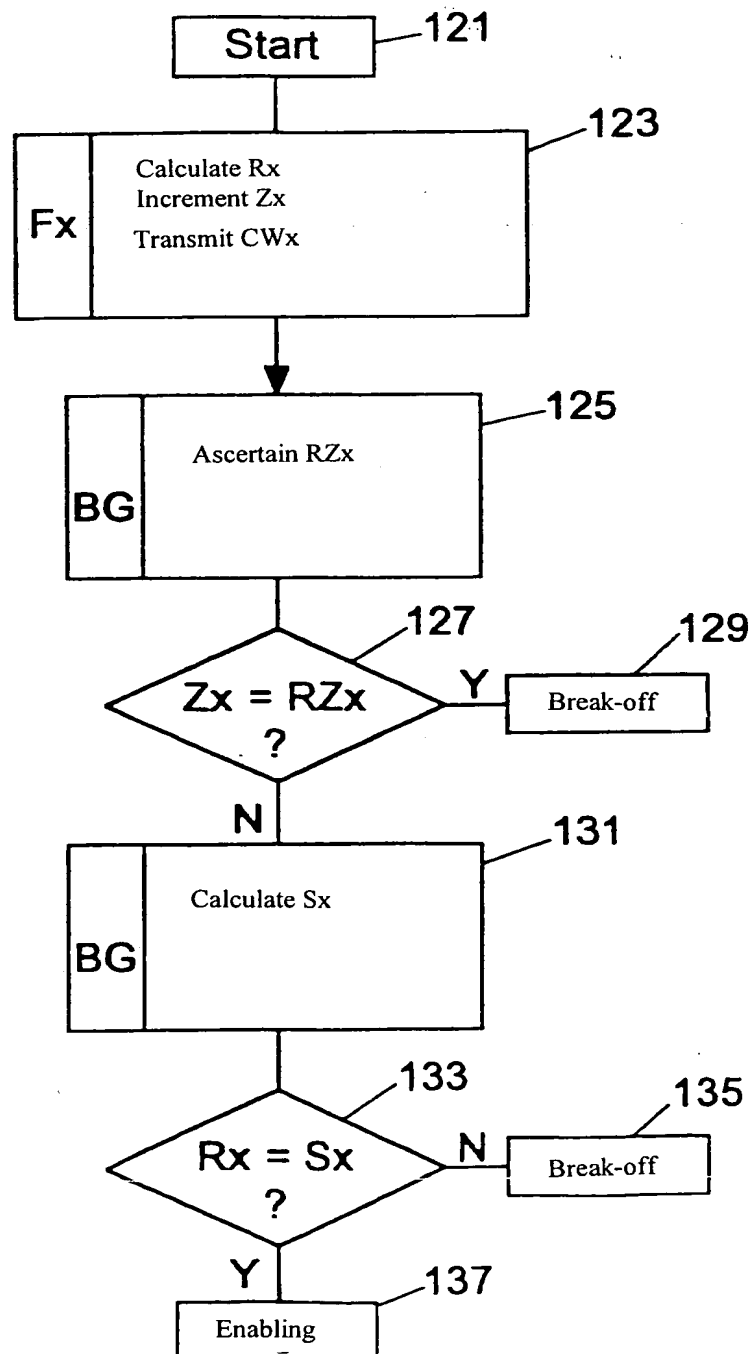 Start
121
123
Fx
Calculate Rx
Increment Zx
Transmit CWx
125
BG
Ascertain RZx
127
Zx = RZx
?
Y
129
Break-off
N
131
BG
Calculate Sx
133
Rx = Sx
?
N
135
Break-off
Y
137
Enabling